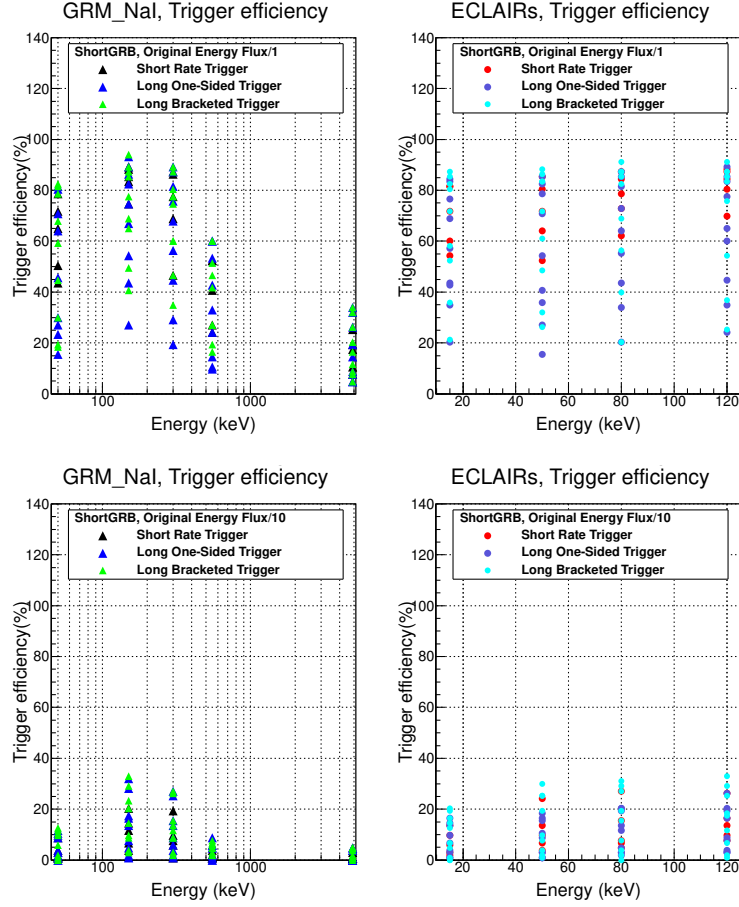 GRM_NaI, Trigger efficiency
Trigger efficiency(%)
140
120
100
80
60
40
20
0
ShortGRB, Original Energy Flux/1
Short Rate Trigger
Long One-Sided Trigger
Long Bracketed Trigger
100
1000
Energy (keV)
ECLAIRs, Trigger efficiency
Trigger efficiency(%)
140
120
100
80
60
40
20
0
ShortGRB, Original Energy Flux/1
Short Rate Trigger
Long One-Sided Trigger
Long Bracketed Trigger
20
40
60
80
100
120
Energy (keV)
GRM_NaI, Trigger efficiency
Trigger efficiency(%)
140
120
100
80
60
40
20
0
ShortGRB, Original Energy Flux/10
Short Rate Trigger
Long One-Sided Trigger
Long Bracketed Trigger
100
1000
Energy (keV)
ECLAIRs, Trigger efficiency
Trigger efficiency(%)
140
120
100
80
60
40
20
0
ShortGRB, Original Energy Flux/10
Short Rate Trigger
Long One-Sided Trigger
Long Bracketed Trigger
20
40
60
80
100
120
Energy (keV)